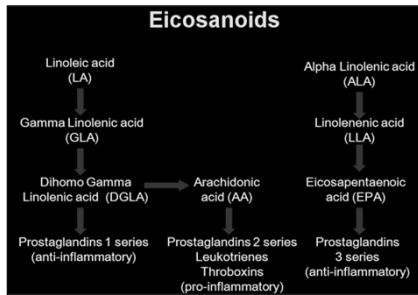 Eicosanoids
Linoleic acid
(LA)
Alpha Linolenic acid
(ALA)
Gamma Linolenic acid
(GLA)
Linolenenic acid
(LLA)
Dihomo Gamma
Linolenic acid (DGLA)
Arachidonic
acid (AA)
Eicosapentaenoic
acid (EPA)
Prostaglandins 1 series
(anti-inflammatory)
Prostaglandins 2 series
Leukotrienes
Throboxins
(pro-inflammatory)
Prostaglandins
3 series
(anti-inflammatory)